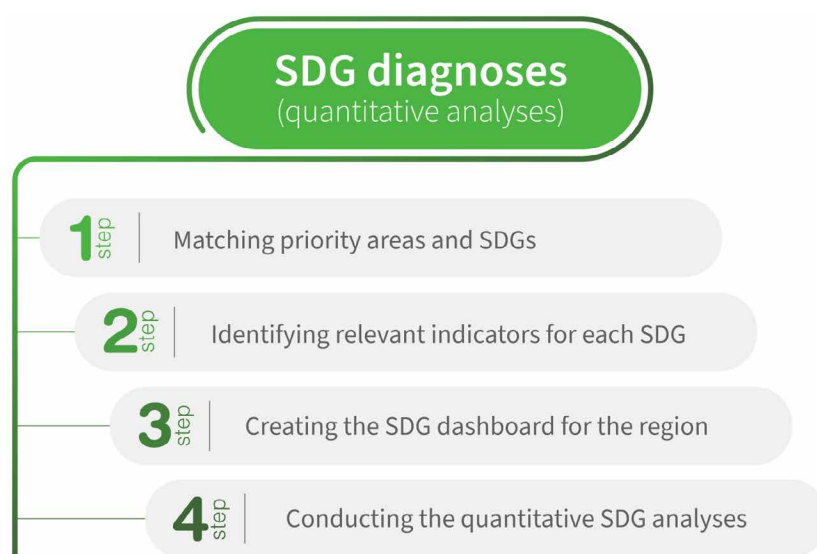 SDG diagnoses
(quantitative analyses)
1 step Matching priority areas and SDGs
2 step Identifying relevant indicators for each SDG
3 step Creating the SDG dashboard for the region
4 step Conducting the quantitative SDG analyses